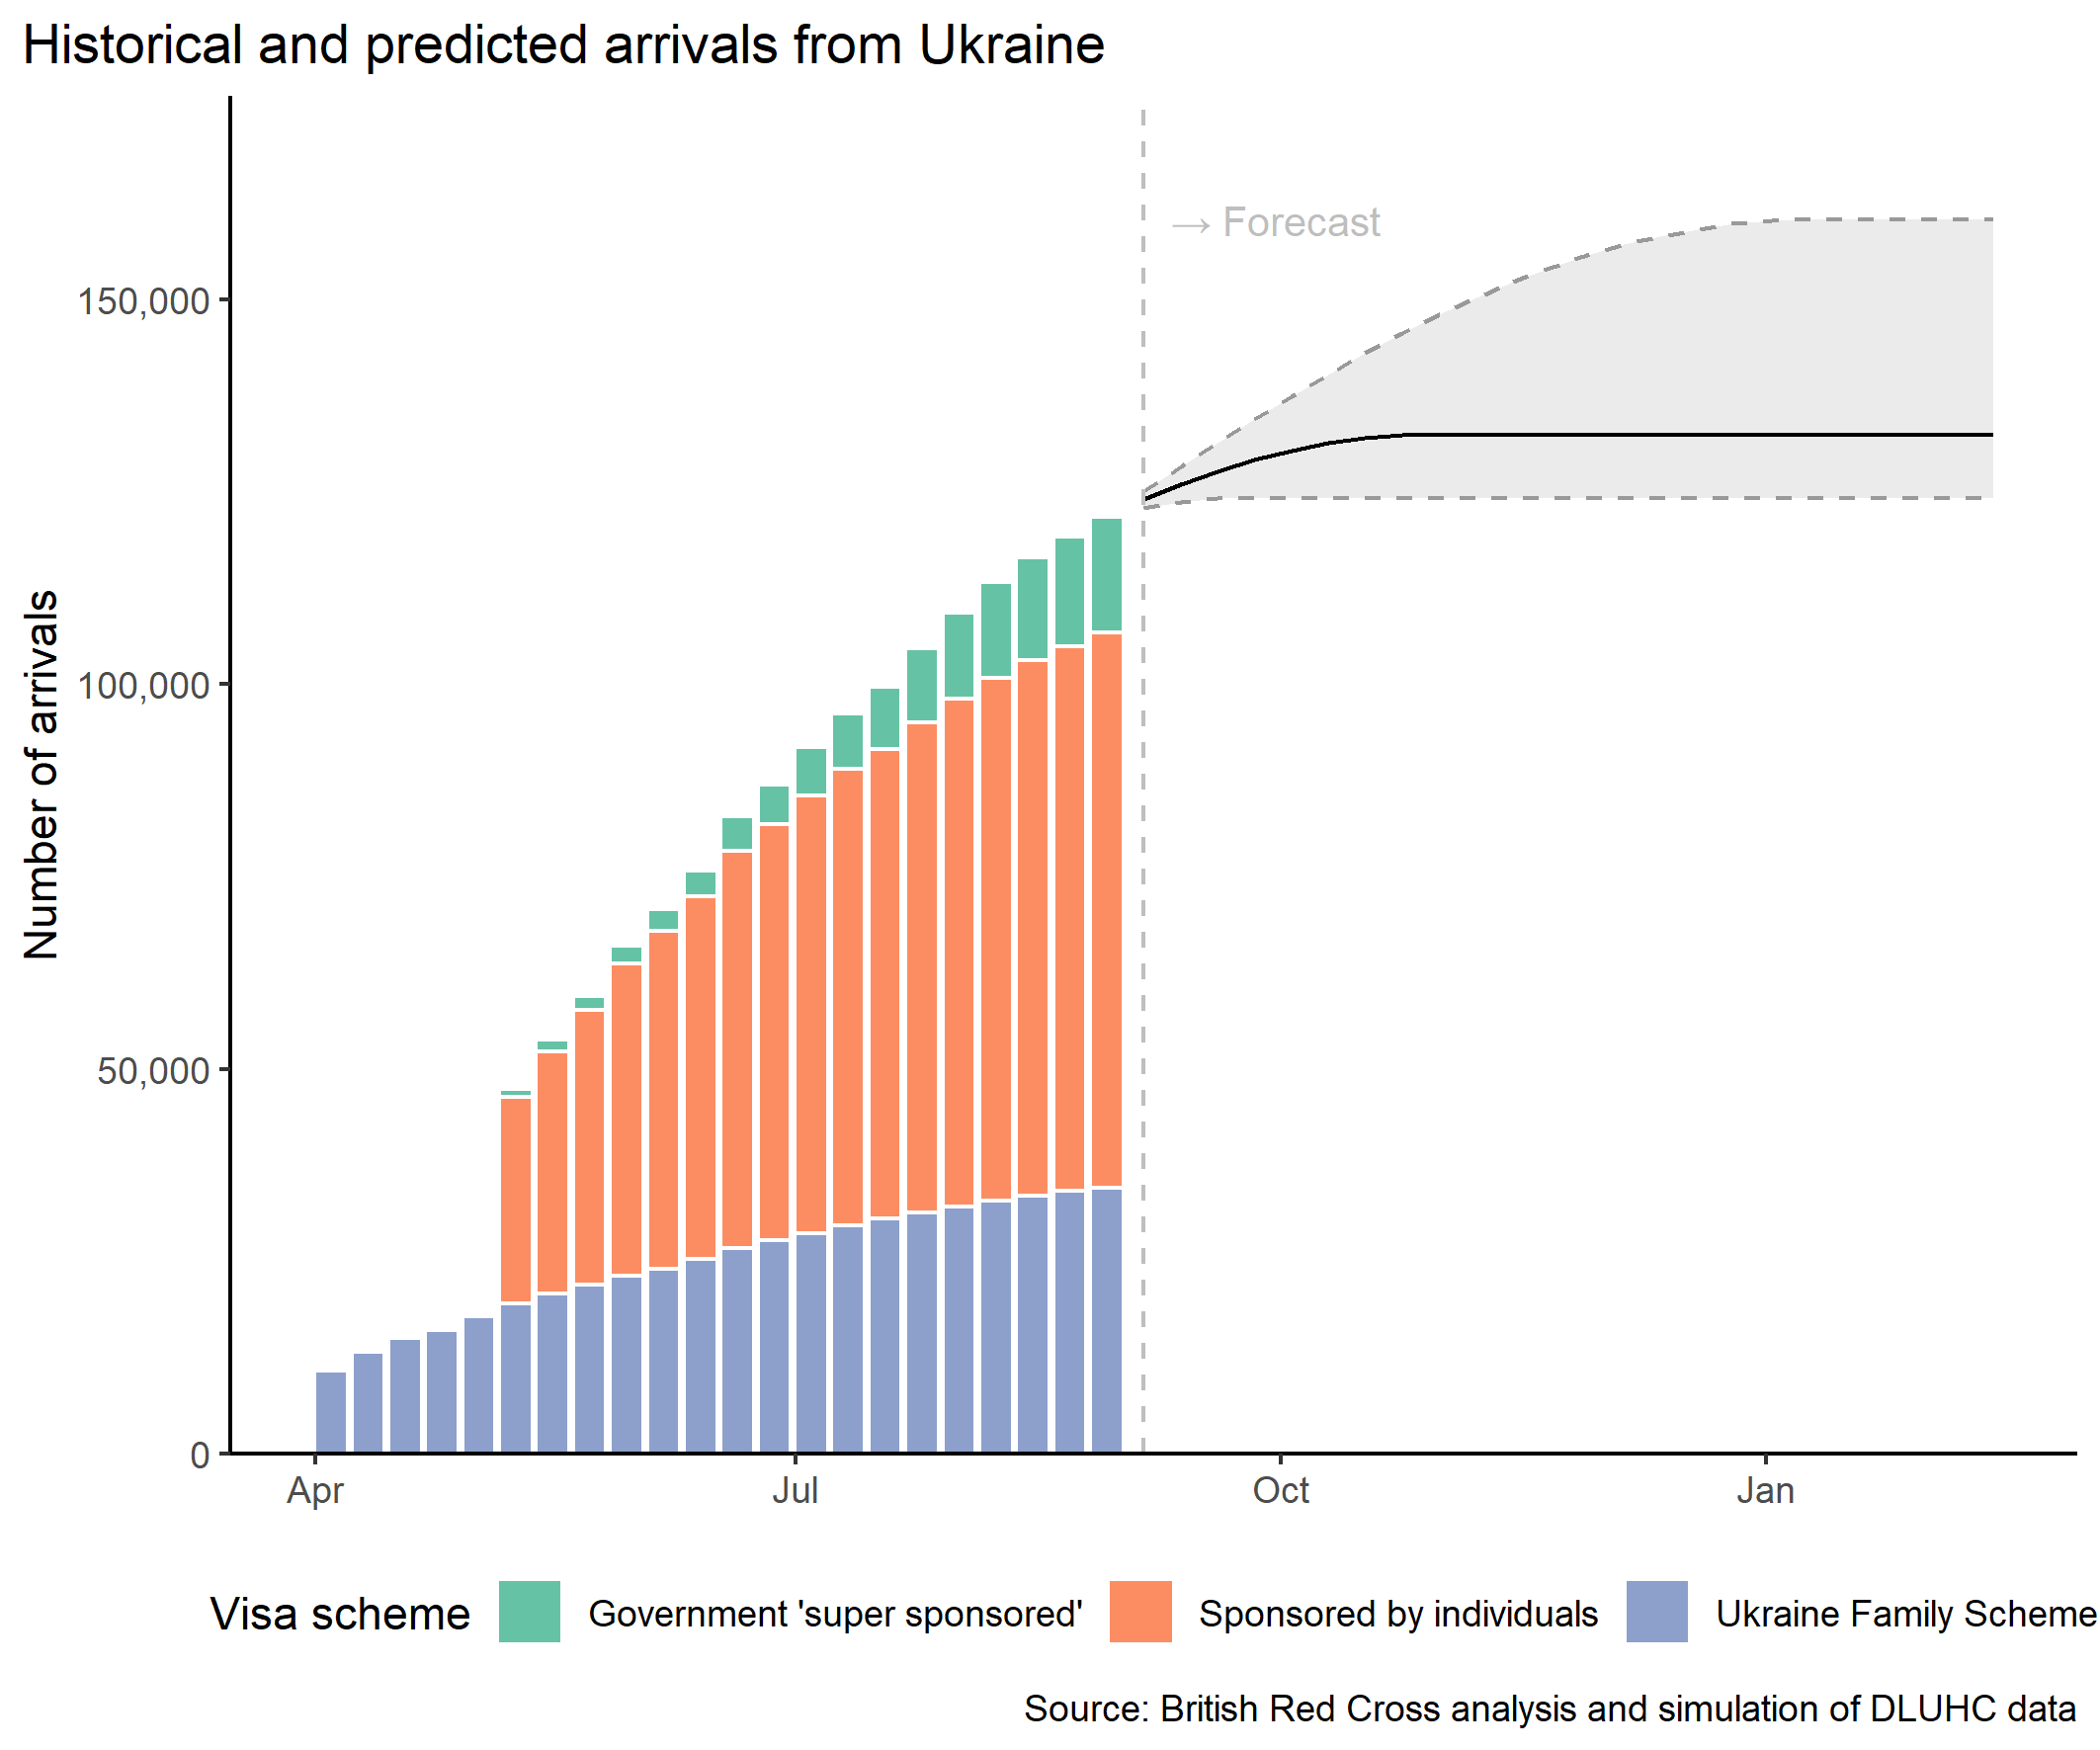 Historical and predicted arrivals from Ukraine
Number of arrivals
150,000
100,000
50,000
0
→ Forecast
Apr Jul Oct Jan
Visa scheme Government 'super sponsored' Sponsored by individuals Ukraine Family Scheme
Source: British Red Cross analysis and simulation of DLUHC data